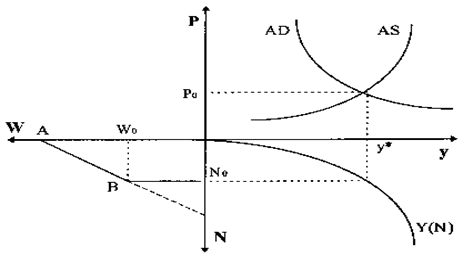 P
AD AS
P₀
W A W₀ y* y
B N₀
N Y(N)